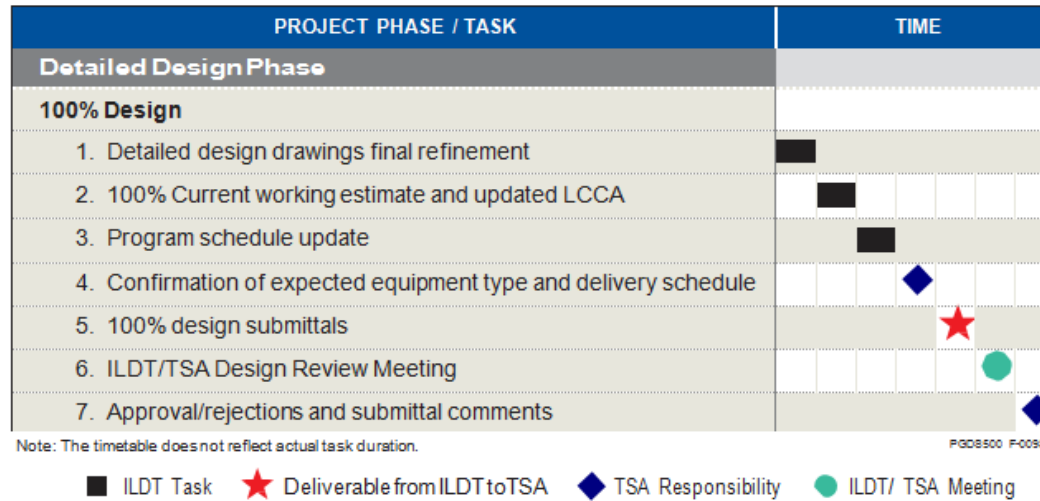 PROJECT PHASE / TASK TIME
Detailed Design Phase
100% Design
1. Detailed design drawings final refinement
2. 100% Current working estimate and updated LCCA
3. Program schedule update
4. Confirmation of expected equipment type and delivery schedule
5. 100% design submittals
6. ILDT/TSA Design Review Meeting
7. Approval/rejections and submittal comments
Note: The timetable does not reflect actual task duration. PGD8500
ILDT Task Deliverable from ILDT to TSA TSA Responsibility ILDT/ TSA Meeting